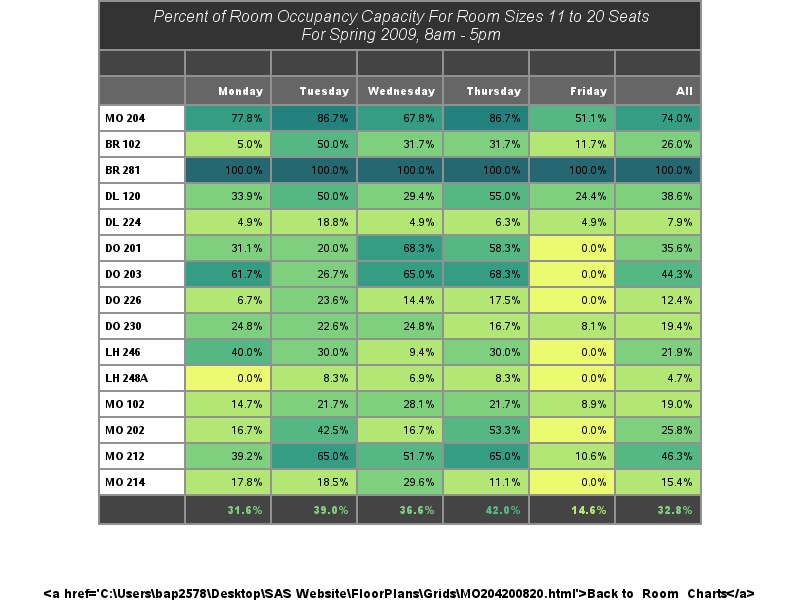 Percent of Room Occupancy Capacity For Room Sizes 11 to 20 Seats
For Spring 2009, 8am - 5pm
Monday Tuesday Wednesday Thursday Friday All
MO 204 77.8% 86.7% 67.8% 86.7% 51.1% 74.0%
BR 102 5.0% 50.0% 31.7% 31.7% 11.7% 26.0%
BR 281 100.0% 100.0% 100.0% 100.0% 100.0% 100.0%
DL 120 33.9% 50.0% 29.4% 55.0% 24.4% 38.6%
DL 224 4.9% 18.8% 4.9% 6.3% 4.9% 7.9%
DO 201 31.1% 20.0% 68.3% 58.3% 0.0% 35.6%
DO 203 61.7% 26.7% 65.0% 68.3% 0.0% 44.3%
DO 226 6.7% 23.6% 14.4% 17.5% 0.0% 12.4%
DO 230 24.8% 22.6% 24.8% 16.7% 8.1% 19.4%
LH 246 40.0% 30.0% 9.4% 30.0% 0.0% 21.9%
LH 248A 0.0% 8.3% 6.9% 8.3% 0.0% 4.7%
MO 102 14.7% 21.7% 28.1% 21.7% 8.9% 19.0%
MO 202 16.7% 42.5% 16.7% 53.3% 0.0% 25.8%
MO 212 39.2% 65.0% 51.7% 65.0% 10.6% 46.3%
MO 214 17.8% 18.5% 29.6% 11.1% 0.0% 15.4%
31.6% 39.0% 36.6% 42.0% 14.6% 32.8%
<a href='C:\Users\bap2578\Desktop\SAS Website\FloorPlans\Grids\MO204200820.html'>Back to Room Charts</a>